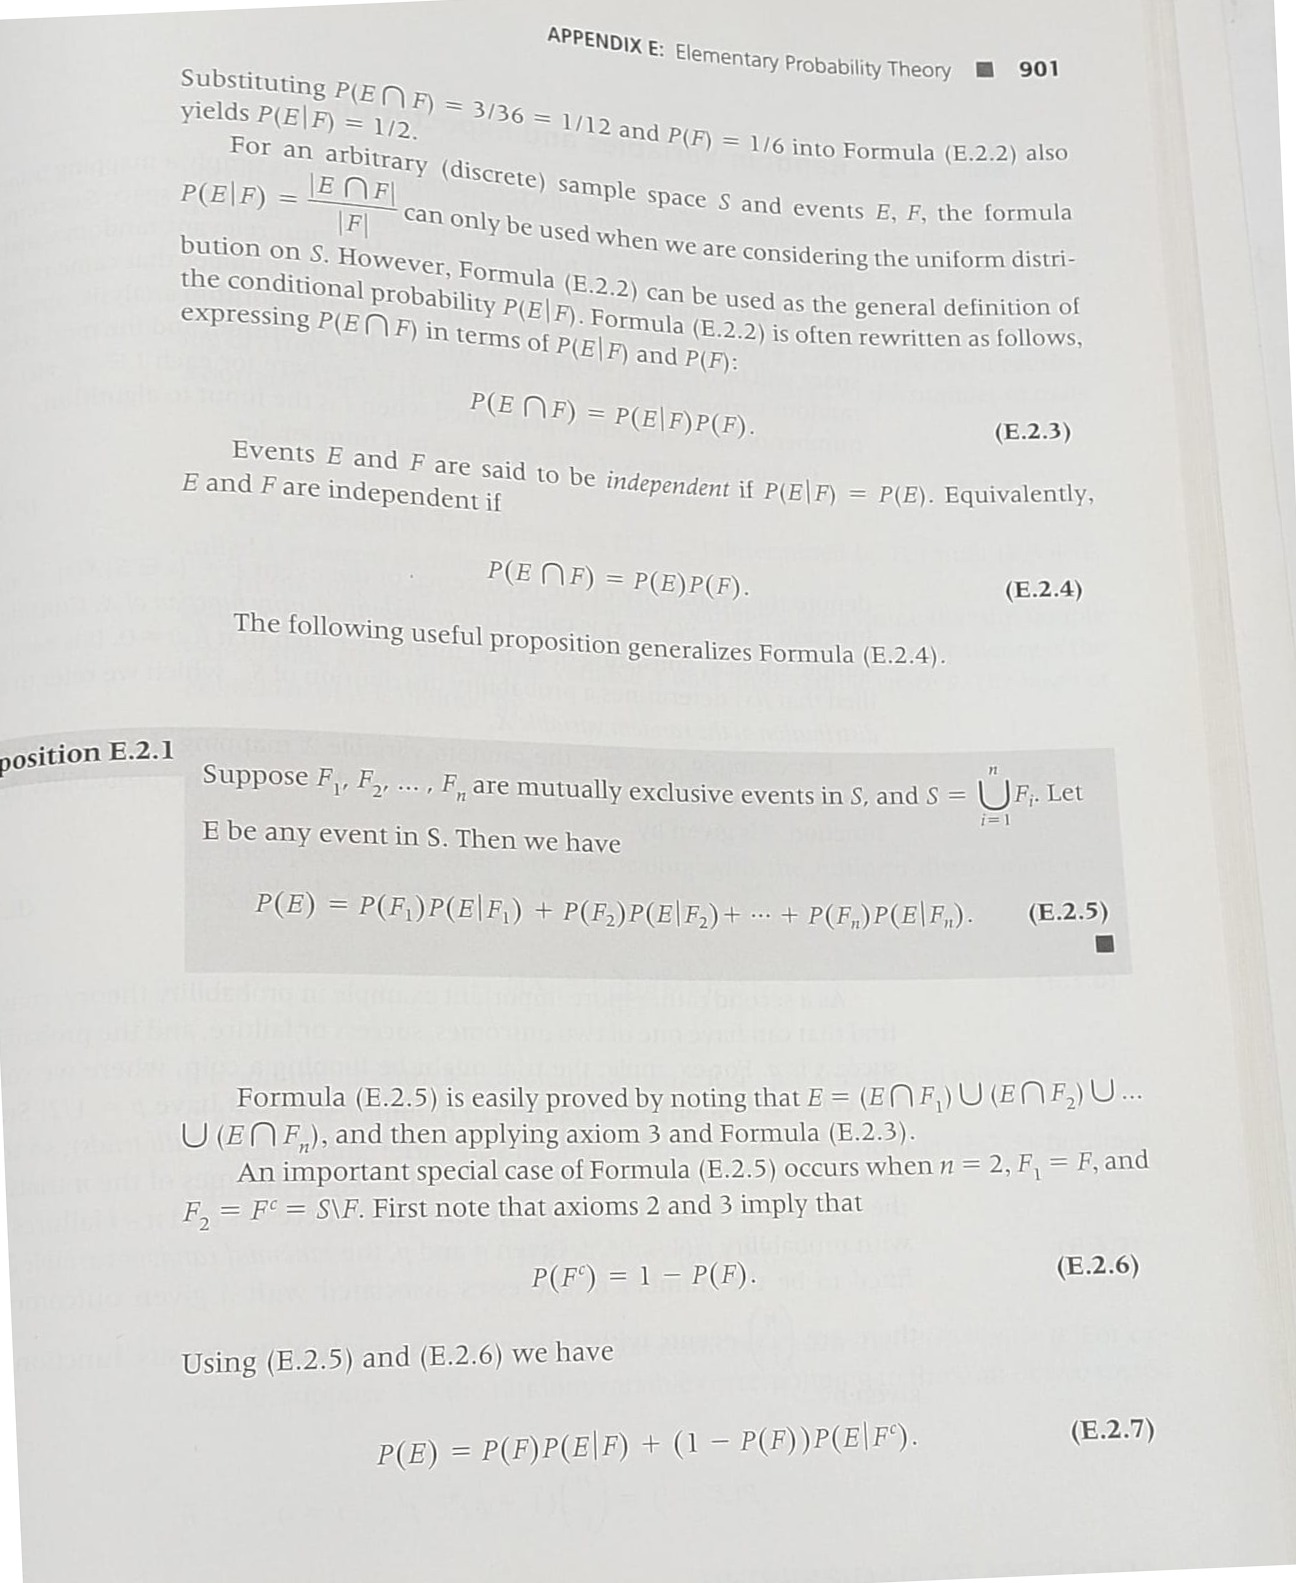 APPENDIX E: Elementary Probability Theory ■ 901
Substituting P(E ⋂ F) = 3/36 = 1/12 and P(F) = 1/6 into Formula (E.2.2) also
yields P(E|F) = 1/2.
For an arbitrary (discrete) sample space S and events E, F, the formula
P(E|F) = |E ⋂ F| / |F| can only be used when we are considering the uniform distri-
bution on S. However, Formula (E.2.2) can be used as the general definition of
the conditional probability P(E|F). Formula (E.2.2) is often rewritten as follows,
expressing P(E ⋂ F) in terms of P(E|F) and P(F):
P(E ⋂ F) = P(E|F)P(F). (E.2.3)
Events E and F are said to be independent if P(E|F) = P(E). Equivalently,
E and F are independent if
P(E ⋂ F) = P(E)P(F). (E.2.4)
The following useful proposition generalizes Formula (E.2.4).
position E.2.1
Suppose F₁, F₂, ... , Fₙ are mutually exclusive events in S, and S = ⋃ⁿᵢ₌₁ Fᵢ. Let
E be any event in S. Then we have
P(E) = P(F₁)P(E|F₁) + P(F₂)P(E|F₂)+ ··· + P(Fₙ)P(E|Fₙ). (E.2.5)
■
Formula (E.2.5) is easily proved by noting that E = (E⋂F₁)⋃(E⋂F₂)⋃...
⋃(E⋂Fₙ), and then applying axiom 3 and Formula (E.2.3).
An important special case of Formula (E.2.5) occurs when n = 2, F₁ = F, and
F₂ = Fᶜ = S\F. First note that axioms 2 and 3 imply that
P(Fᶜ) = 1 − P(F). (E.2.6)
Using (E.2.5) and (E.2.6) we have
P(E) = P(F)P(E|F) + (1 − P(F))P(E|Fᶜ). (E.2.7)